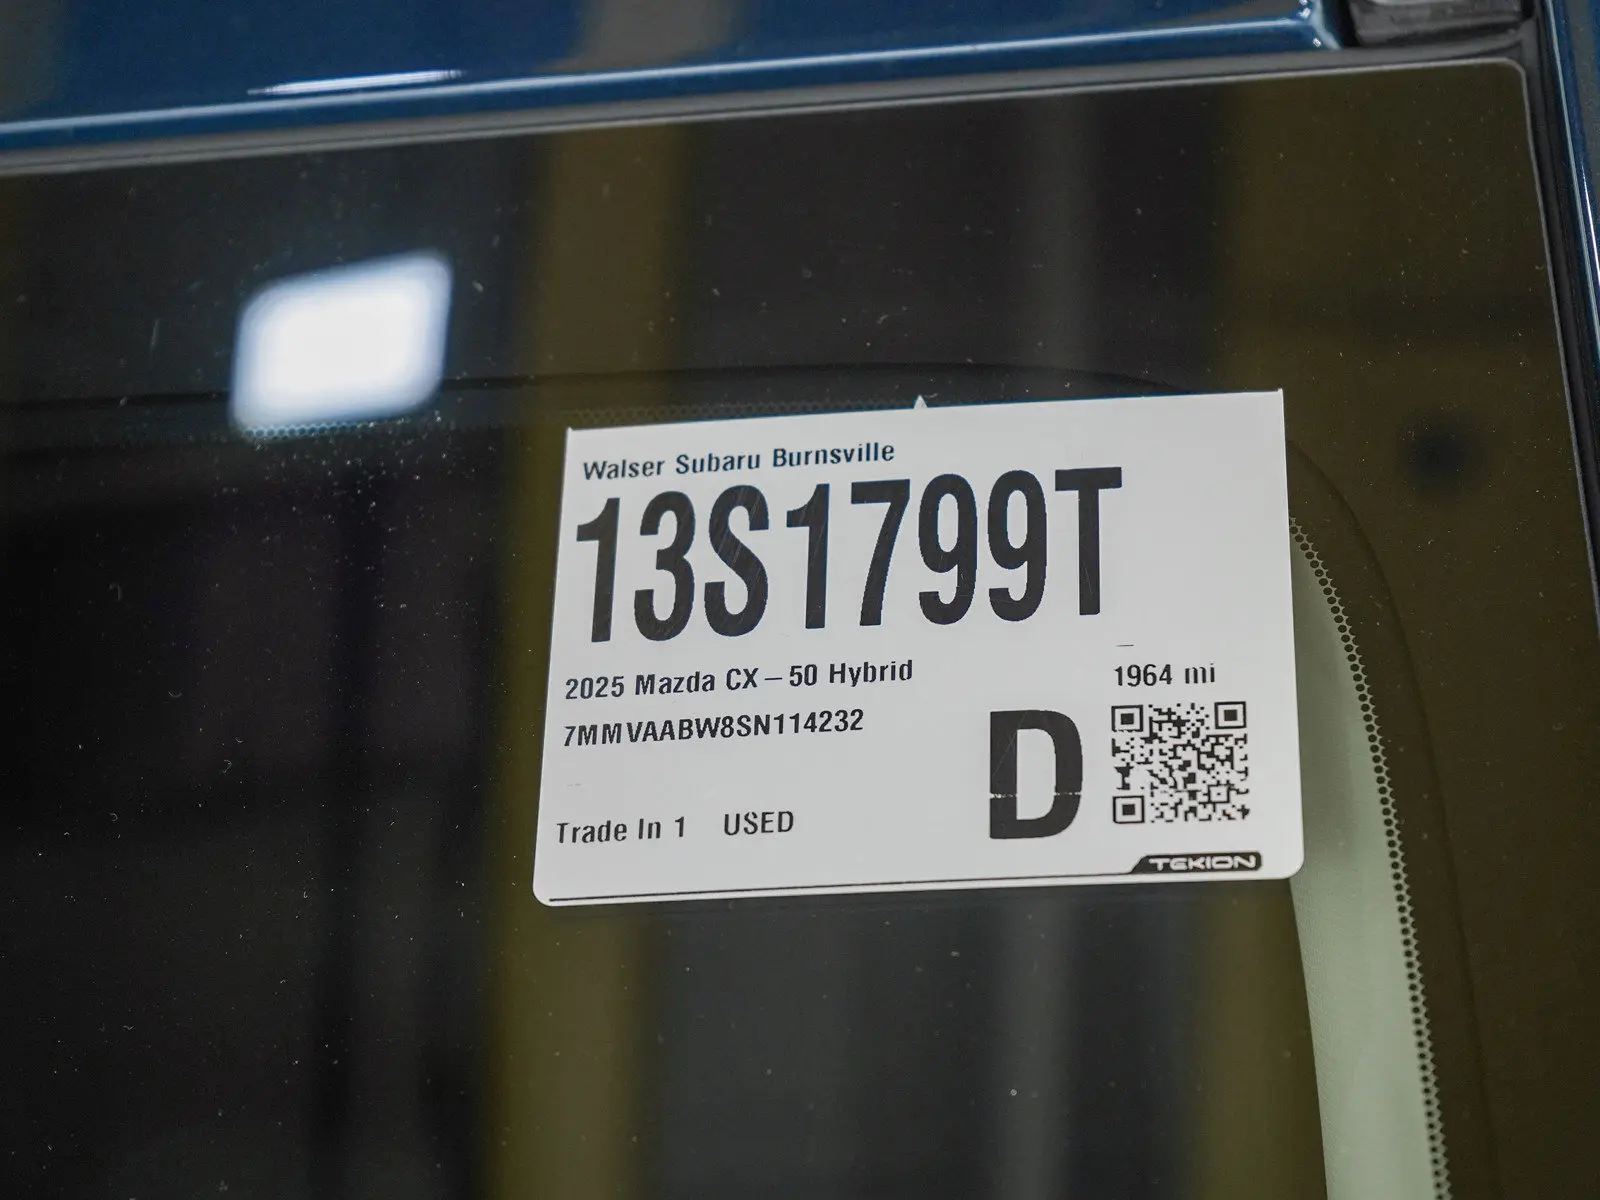 Walser Subaru Burnsville
13S1799T
2025 Mazda CX-50 Hybrid
1964 mi
7MMVAABW8SN114232
D
Trade In 1 USED
TEKION